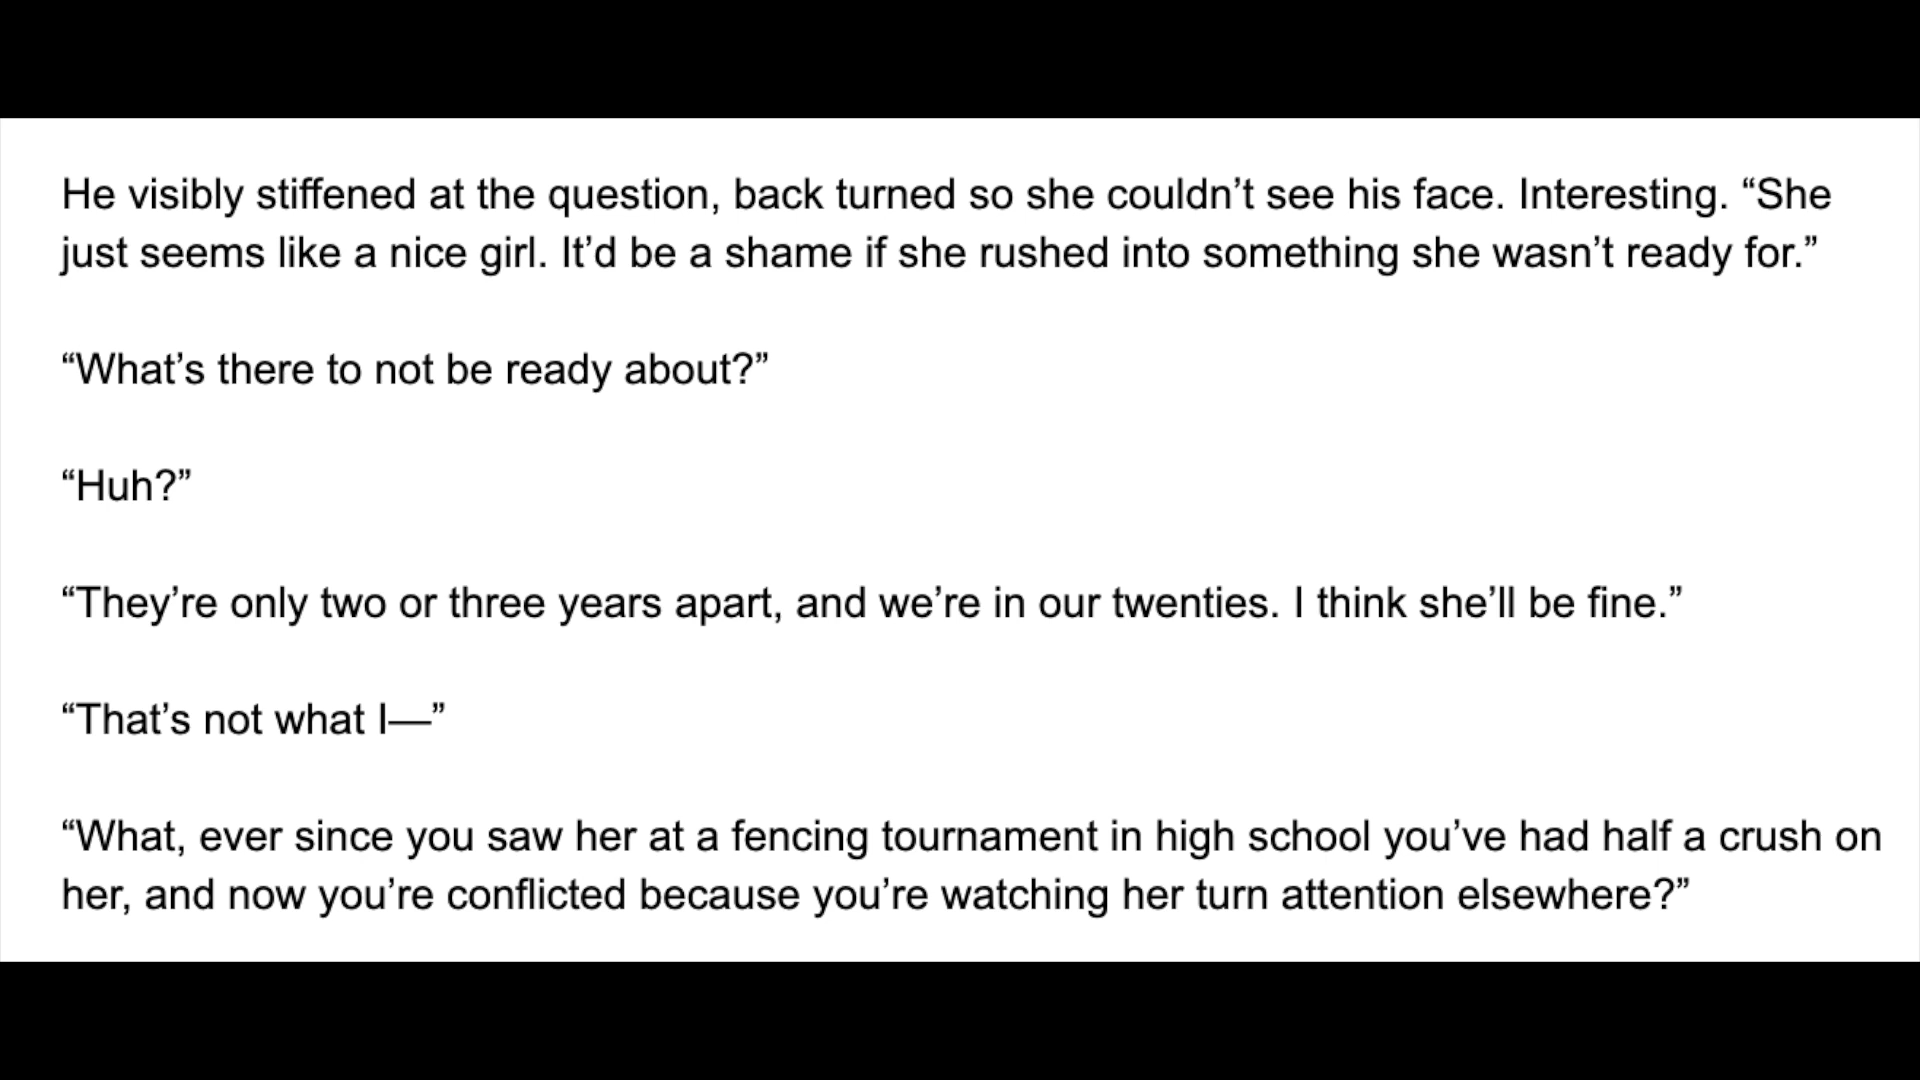 He visibly stiffened at the question, back turned so she couldn’t see his face. Interesting. “She
just seems like a nice girl. It’d be a shame if she rushed into something she wasn’t ready for.”
“What’s there to not be ready about?”
“Huh?”
“They’re only two or three years apart, and we’re in our twenties. I think she’ll be fine.”
“That’s not what I—”
“What, ever since you saw her at a fencing tournament in high school you’ve had half a crush on
her, and now you’re conflicted because you’re watching her turn attention elsewhere?”